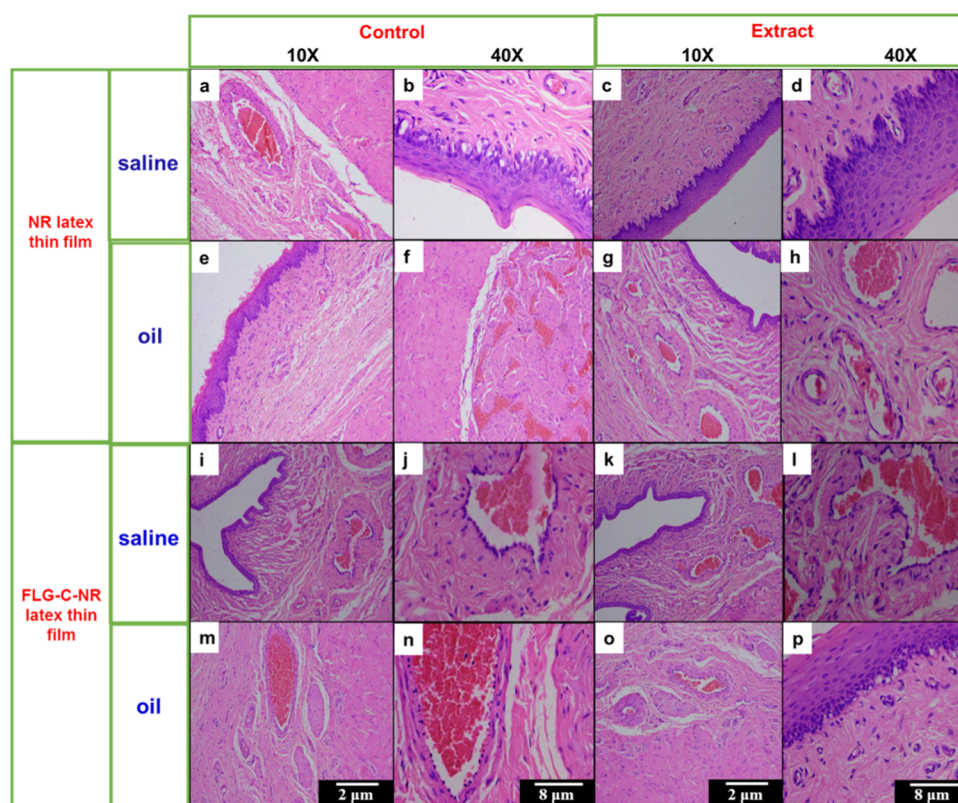 Control
Extract
10X 40X 10X 40X
a b c d
NR latex
thin film
saline
e f g h
oil
i j k l
FLG-C-NR
latex thin
film
saline
m n o p
oil
2 µm 8 µm 2 µm 8 µm